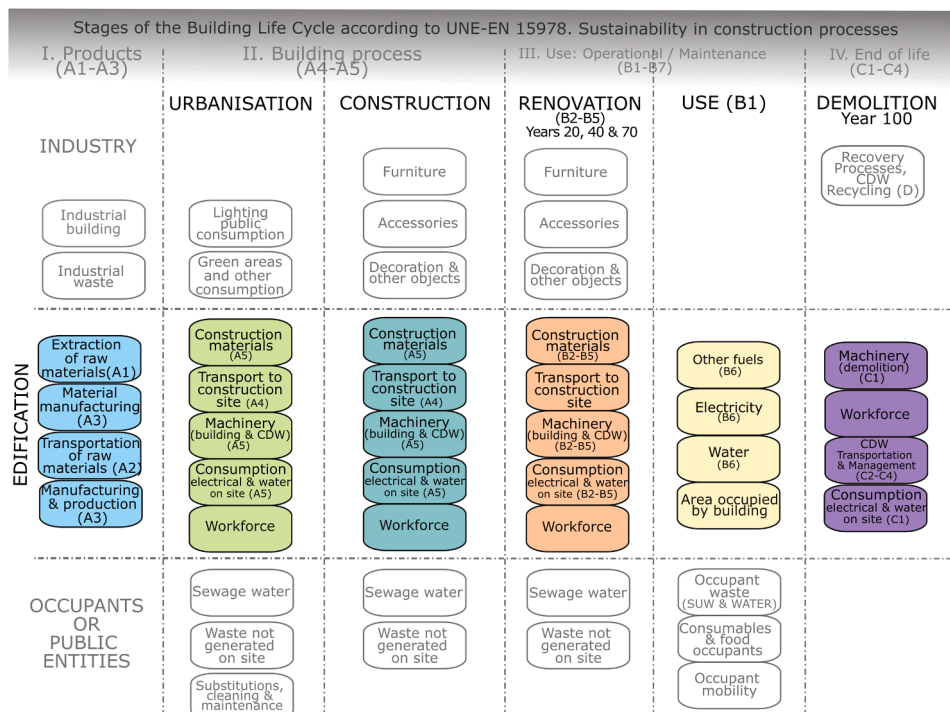 Stages of the Building Life Cycle according to UNE-EN 15978. Sustainability in construction processes
I. Products
(A1-A3)
II. Building process
(A4-A5)
III. Use: Operational / Maintenance
(B1-B7)
IV. End of life
(C1-C4)
URBANISATION
CONSTRUCTION
RENOVATION
(B2-B5)
Years 20, 40 & 70
USE (B1)
DEMOLITION
Year 100
INDUSTRY
Industrial
building
Industrial
waste
Lighting
public
consumption
Green areas
and other
consumption
Furniture
Accessories
Decoration &
other objects
Furniture
Accessories
Decoration &
other objects
Recovery
Processes,
CDW
Recycling (D)
EDIFICATION
Extraction
of raw
materials(A1)
Material
manufacturing
(A3)
Transportation
of raw
materials (A2)
Manufacturing
& production
(A3)
Construction
materials
(A5)
Transport to
construction
site (A4)
Machinery
(building & CDW)
(A5)
Consumption
electrical & water
on site (A5)
Workforce
Construction
materials
(A5)
Transport to
construction
site (A4)
Machinery
(building & CDW)
(A5)
Consumption
electrical & water
on site (A5)
Workforce
Construction
materials
(B2-B5)
Transport to
construction
site
Machinery
(building & CDW)
(B2-B5)
Consumption
electrical & water
on site (B2-B5)
Workforce
Other fuels
(B6)
Electricity
(B6)
Water
(B6)
Area occupied
by building
Machinery
(demolition)
(C1)
Workforce
CDW
Transportation
& Management
(C2-C4)
Consumption
electrical & water
on site (C1)
OCCUPANTS
OR
PUBLIC
ENTITIES
Sewage water
Waste not
generated
on site
Substitutions,
cleaning &
maintenance
Sewage water
Waste not
generated
on site
Sewage water
Waste not
generated
on site
Occupant
waste
(SUW & WATER)
Consumables
& food
occupants
Occupant
mobility